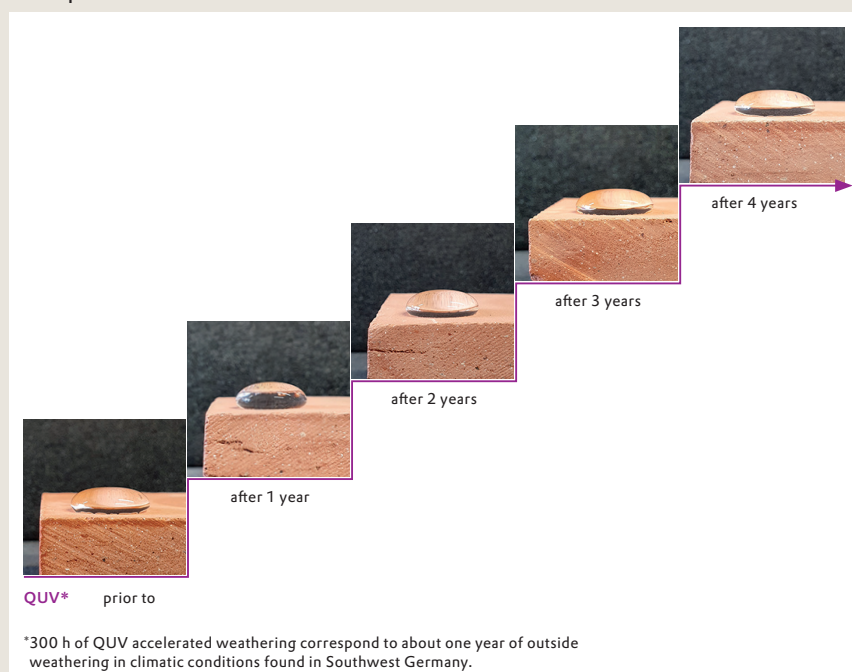 after 4 years
after 3 years
after 2 years
after 1 year
QUV* prior to
*300 h of QUV accelerated weathering correspond to about one year of outside
weathering in climatic conditions found in Southwest Germany.